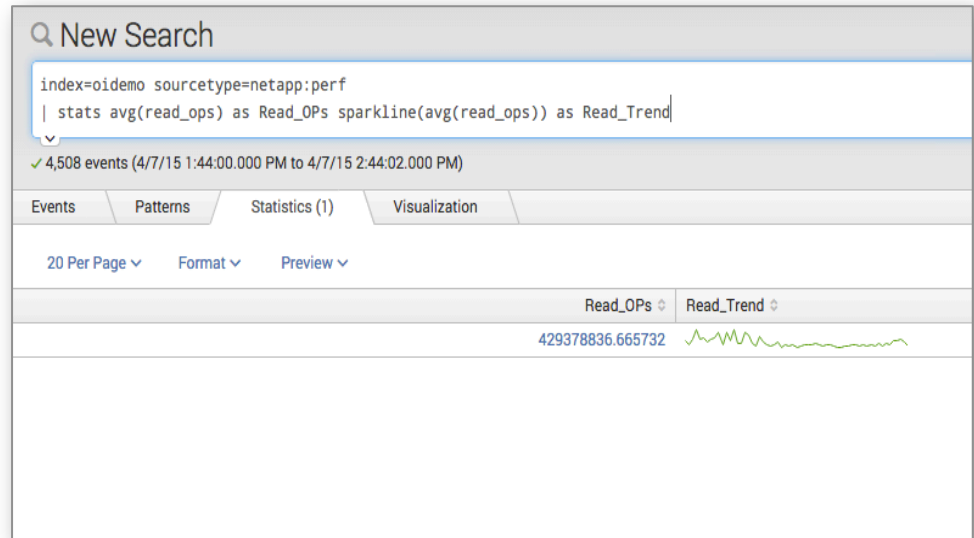 New Search
index=oidemo sourcetype=netapp:perf
| stats avg(read_ops) as Read_OPs sparkline(avg(read_ops)) as Read_Trend
4,508 events (4/7/15 1:44:00.000 PM to 4/7/15 2:44:02.000 PM)
Events Patterns Statistics (1) Visualization
20 Per Page Format Preview
Read_OPs Read_Trend
429378836.665732